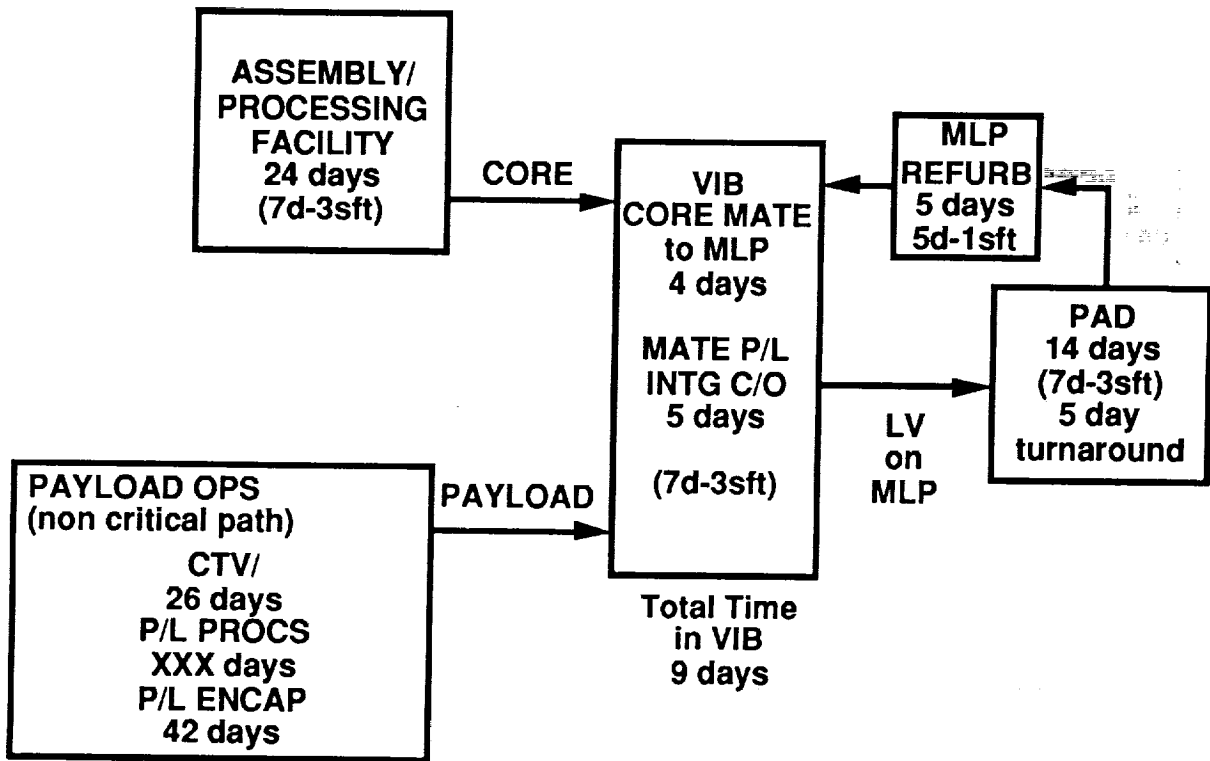 ASSEMBLY/
PROCESSING
FACILITY
24 days
(7d-3sft)
CORE
VIB
CORE MATE
to MLP
4 days
MATE P/L
INTG C/O
5 days
(7d-3sft)
Total Time
in VIB
9 days
MLP
REFURB
5 days
5d-1sft
PAD
14 days
(7d-3sft)
5 day
turnaround
LV
on
MLP
PAYLOAD OPS
(non critical path)
CTV/
26 days
P/L PROCS
XXX days
P/L ENCAP
42 days
PAYLOAD